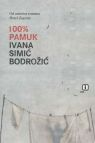 100% PAMUK
IVANA
SIMIĆ
BODROŽIĆ